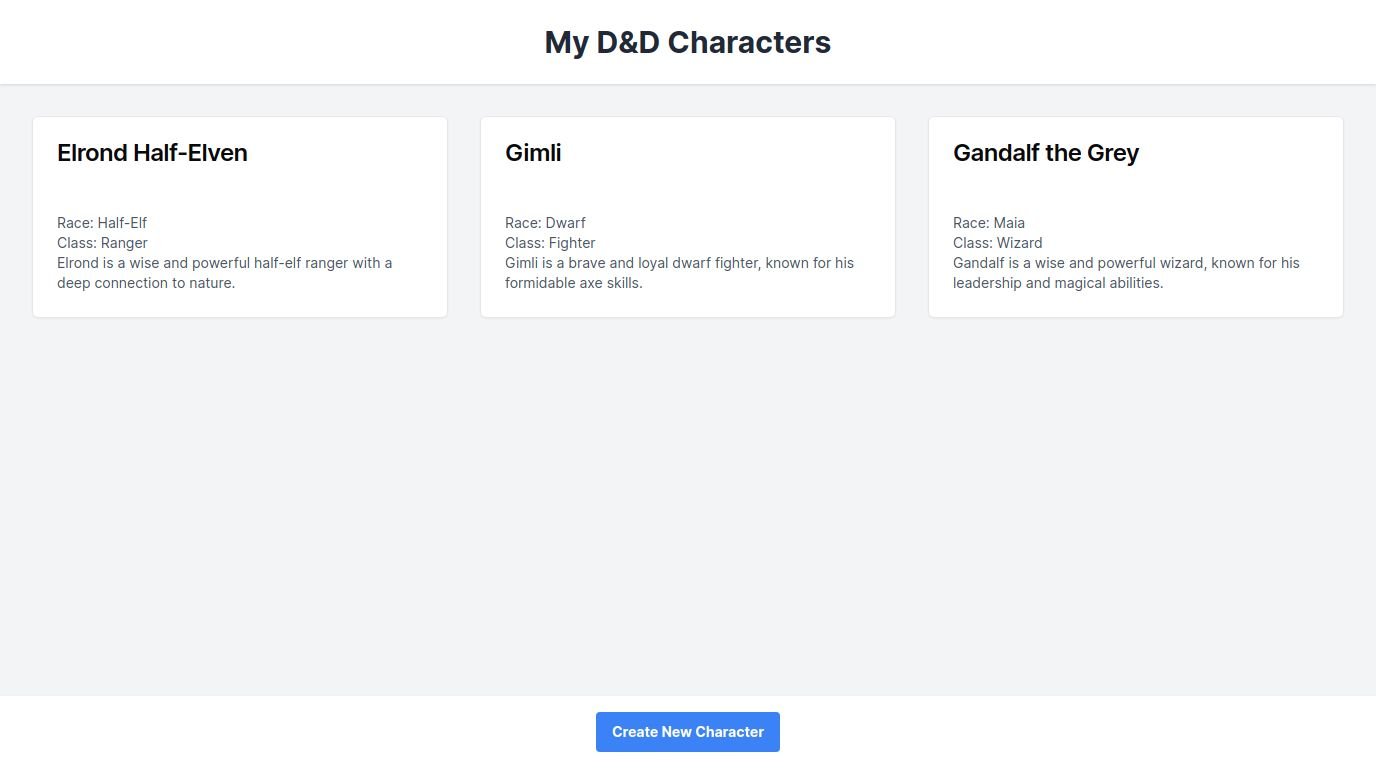 My D&D Characters
Elrond Half-Elven
Race: Half-Elf
Class: Ranger
Elrond is a wise and powerful half-elf ranger with a
deep connection to nature.
Gimli
Race: Dwarf
Class: Fighter
Gimli is a brave and loyal dwarf fighter, known for his
formidable axe skills.
Gandalf the Grey
Race: Maia
Class: Wizard
Gandalf is a wise and powerful wizard, known for his
leadership and magical abilities.
Create New Character